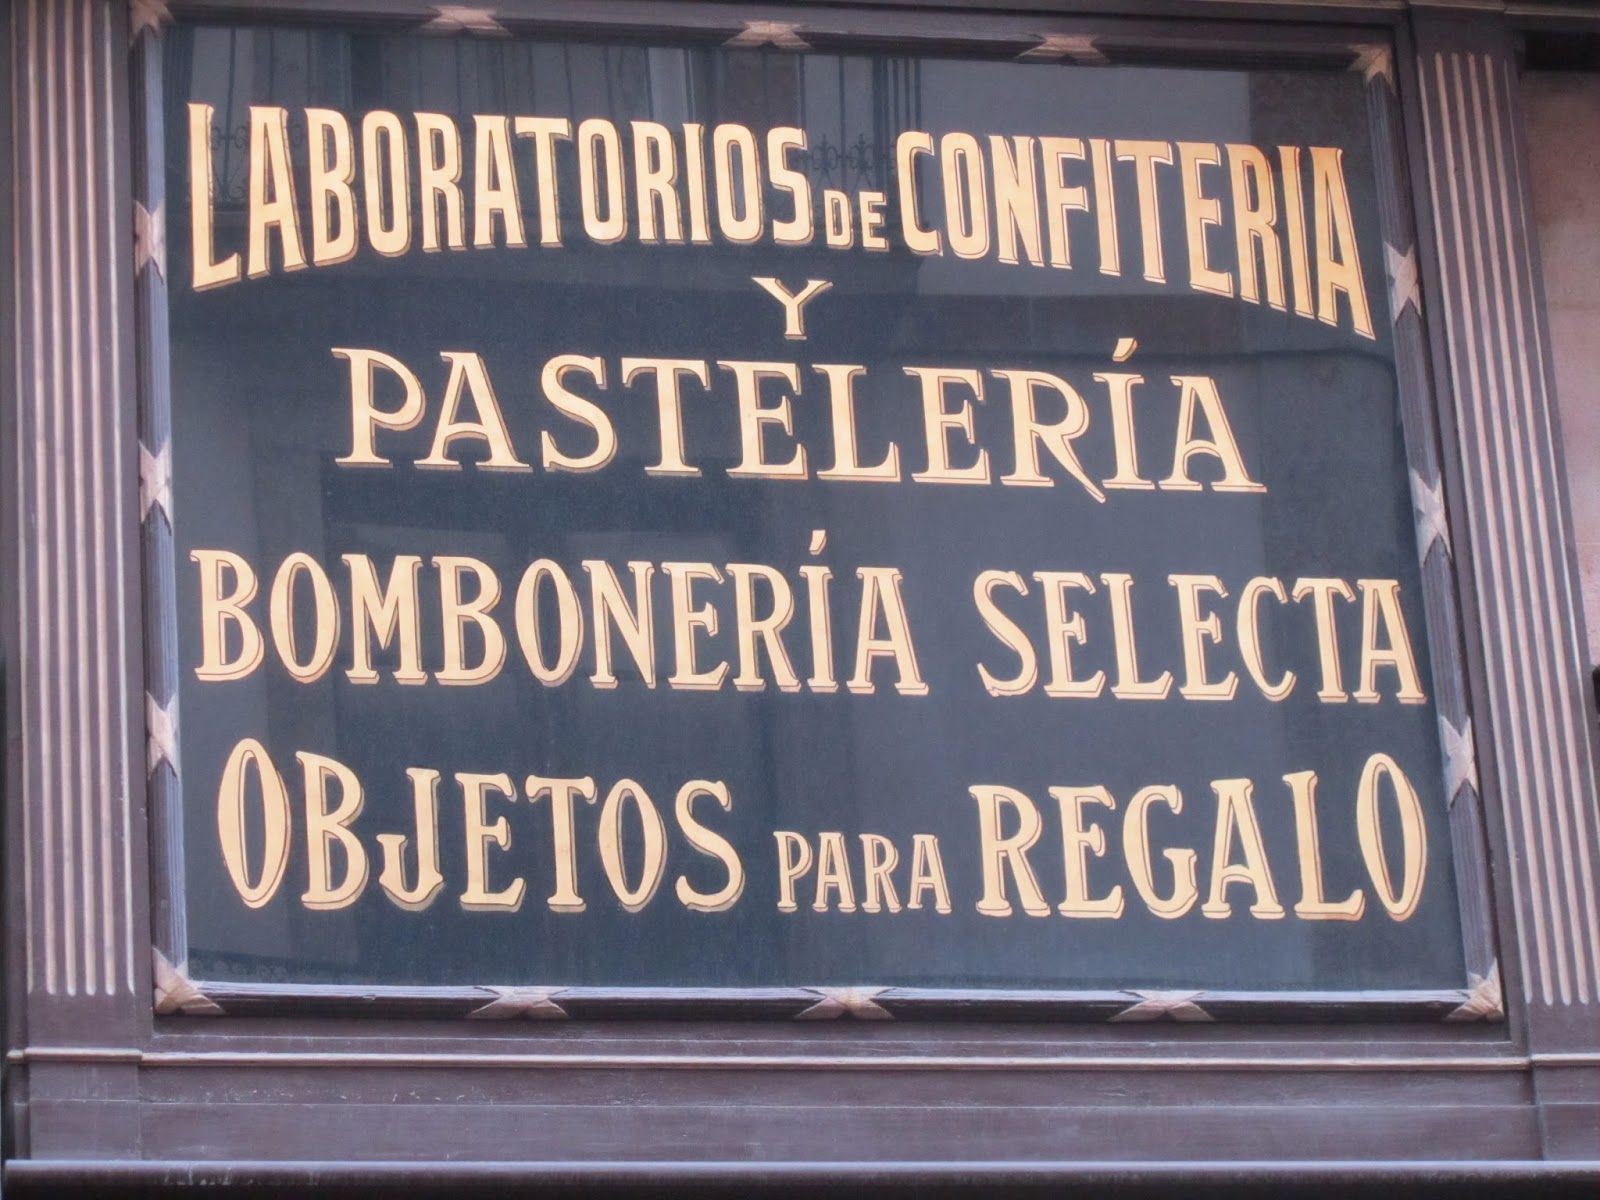 LABORATORIOS DE CONFITERIA
Y
PASTELERÍA
BOMBONERÍA SELECTA
OBJETOS PARA REGALO